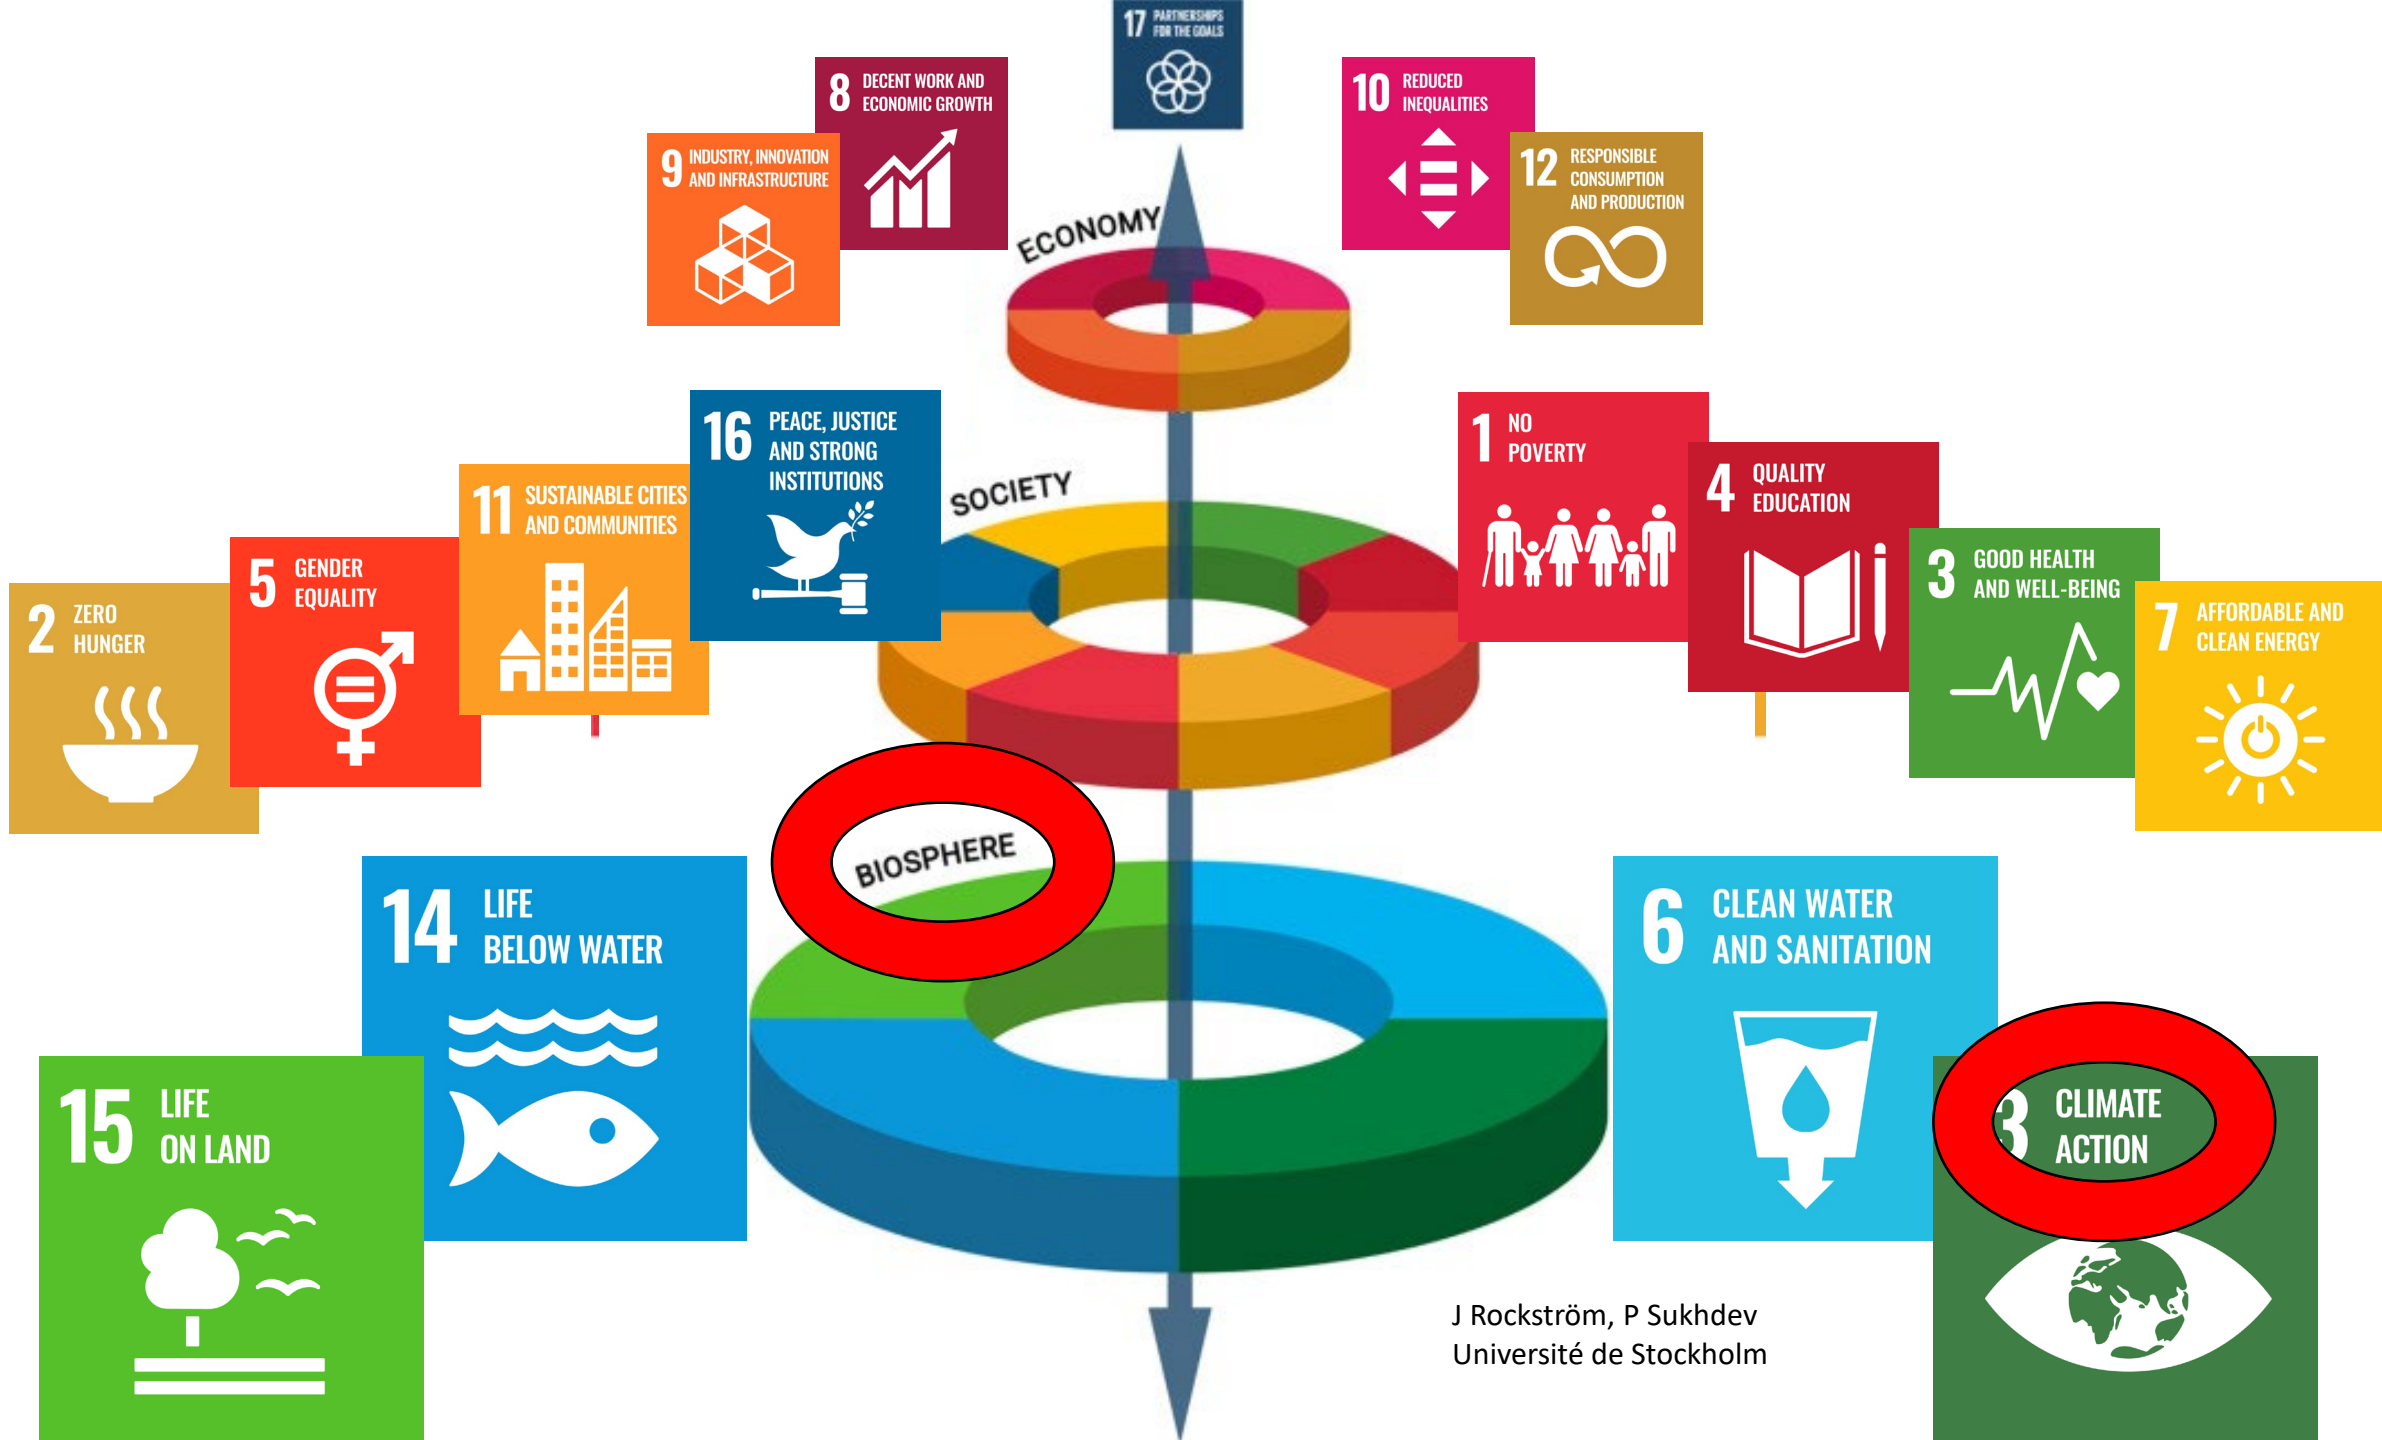 17 PARTNERSHIPS
FOR THE GOALS
8 DECENT WORK AND
ECONOMIC GROWTH
10 REDUCED
INEQUALITIES
9 INDUSTRY, INNOVATION
AND INFRASTRUCTURE
12 RESPONSIBLE
CONSUMPTION
AND PRODUCTION
ECONOMY
16 PEACE, JUSTICE
AND STRONG
INSTITUTIONS
1 NO
POVERTY
11 SUSTAINABLE CITIES
AND COMMUNITIES
4 QUALITY
EDUCATION
SOCIETY
5 GENDER
EQUALITY
3 GOOD HEALTH
AND WELL-BEING
2 ZERO
HUNGER
7 AFFORDABLE AND
CLEAN ENERGY
BIOSPHERE
14 LIFE
BELOW WATER
6 CLEAN WATER
AND SANITATION
15 LIFE
ON LAND
3 CLIMATE
ACTION
J Rockström, P Sukhdev
Université de Stockholm